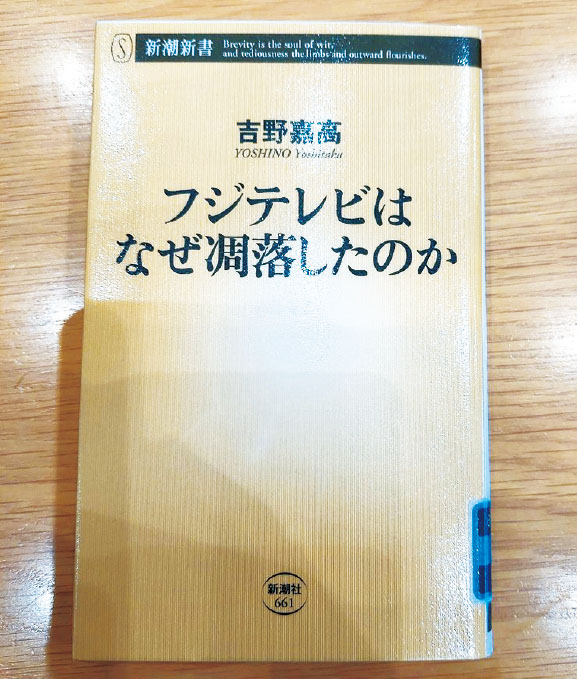 S
新潮新書
Brevity is the soul of wit,
and tediousness the limbs and outward flourishes.
吉野嘉高
YOSHINO Yoshitaka
フジテレビは
なぜ凋落したのか
新潮社
661